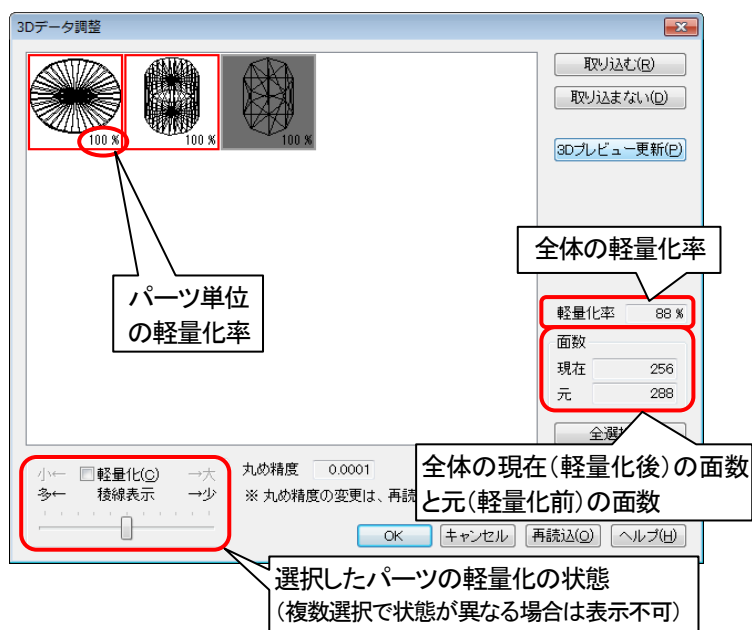 3Dデータ調整
取り込む(R)
取り込まない(D)
3Dプレビュー更新(P)
100 %
100 %
100 %
全体の軽量化率
パーツ単位
の軽量化率
軽量化率 88 %
面数
現在 256
元 288
全選
小← 軽量化(C) →大
多← 稜線表示 →少
丸め精度 0.0001
※ 丸め精度の変更は、再読
全体の現在(軽量化後)の面数
と元(軽量化前)の面数
OK キャンセル 再読込(O) ヘルプ(H)
選択したパーツの軽量化の状態
(複数選択で状態が異なる場合は表示不可)